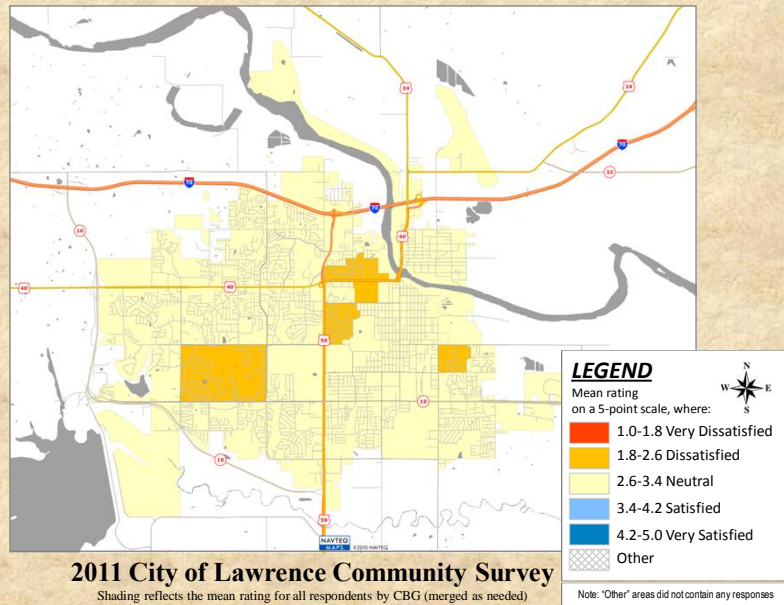 24
24
70
32
70
10
40
40
40
59
10
10
59
NAVTEQ
MAPS
©2010 NAVTEQ
LEGEND
Mean rating
on a 5-point scale, where:
N
W E
S
1.0-1.8 Very Dissatisfied
1.8-2.6 Dissatisfied
2.6-3.4 Neutral
3.4-4.2 Satisfied
4.2-5.0 Very Satisfied
Other
2011 City of Lawrence Community Survey
Shading reflects the mean rating for all respondents by CBG (merged as needed)
Note: "Other" areas did not contain any responses